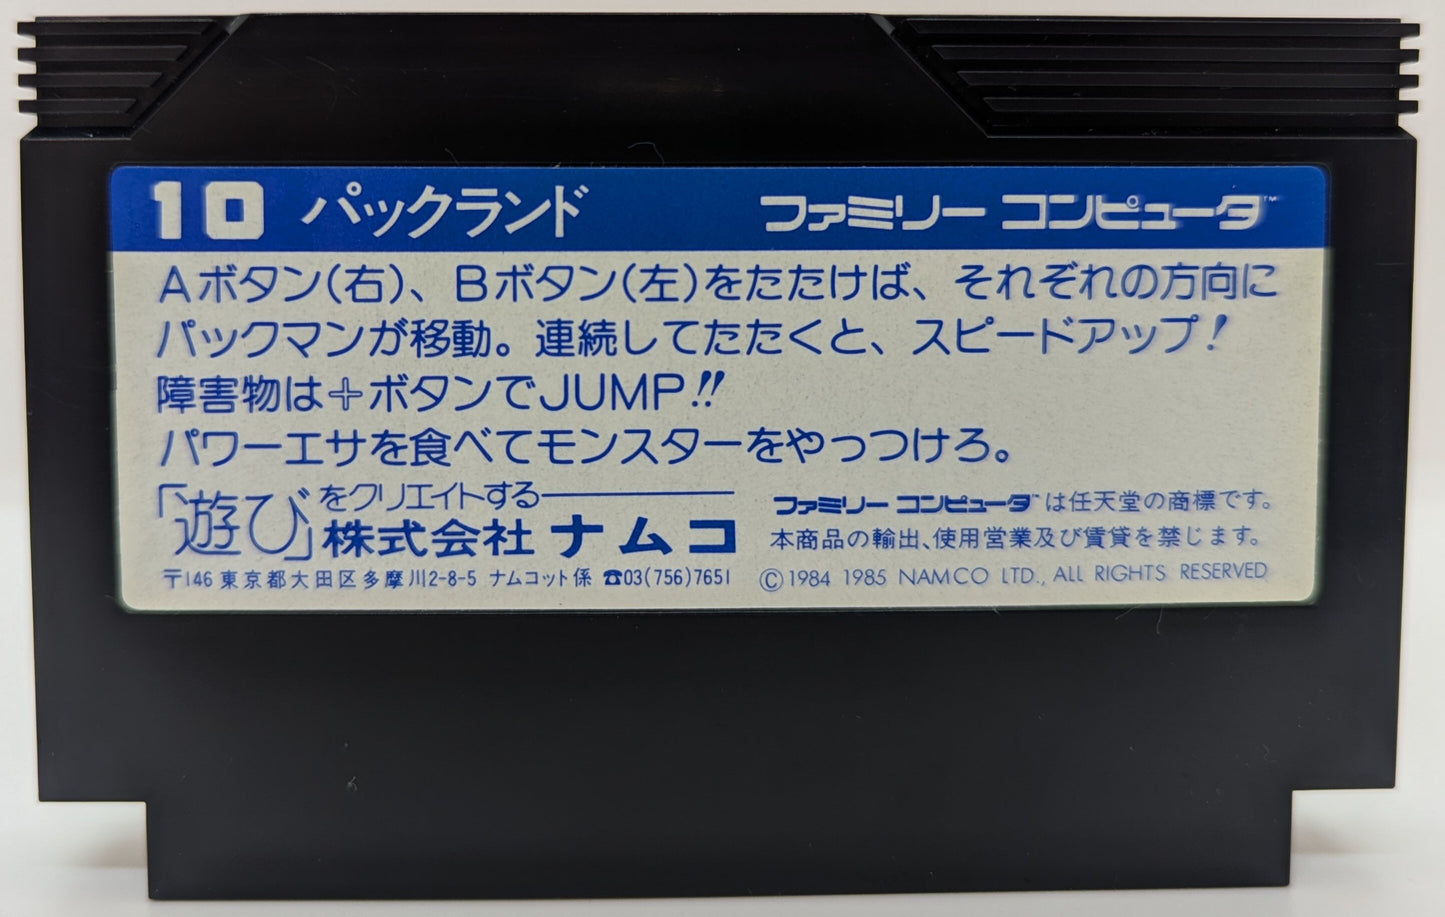 10 パックランド ファミリー コンピュータ™
Aボタン(右)、Bボタン(左)をたたけば、それぞれの方向に
パックマンが移動。連続してたたくと、スピードアップ!
障害物は＋ボタンでJUMP!!
パワーエサを食べてモンスターをやっつけろ。
「遊び」をクリエイトする
株式会社 ナムコ
〒146 東京都大田区多摩川2-8-5 ナムコット係 ☎03(756)7651
ファミリー コンピュータ™は任天堂の商標です。
本商品の輸出、使用営業及び賃貸を禁じます。
©1984 1985 NAMCO LTD., ALL RIGHTS RESERVED